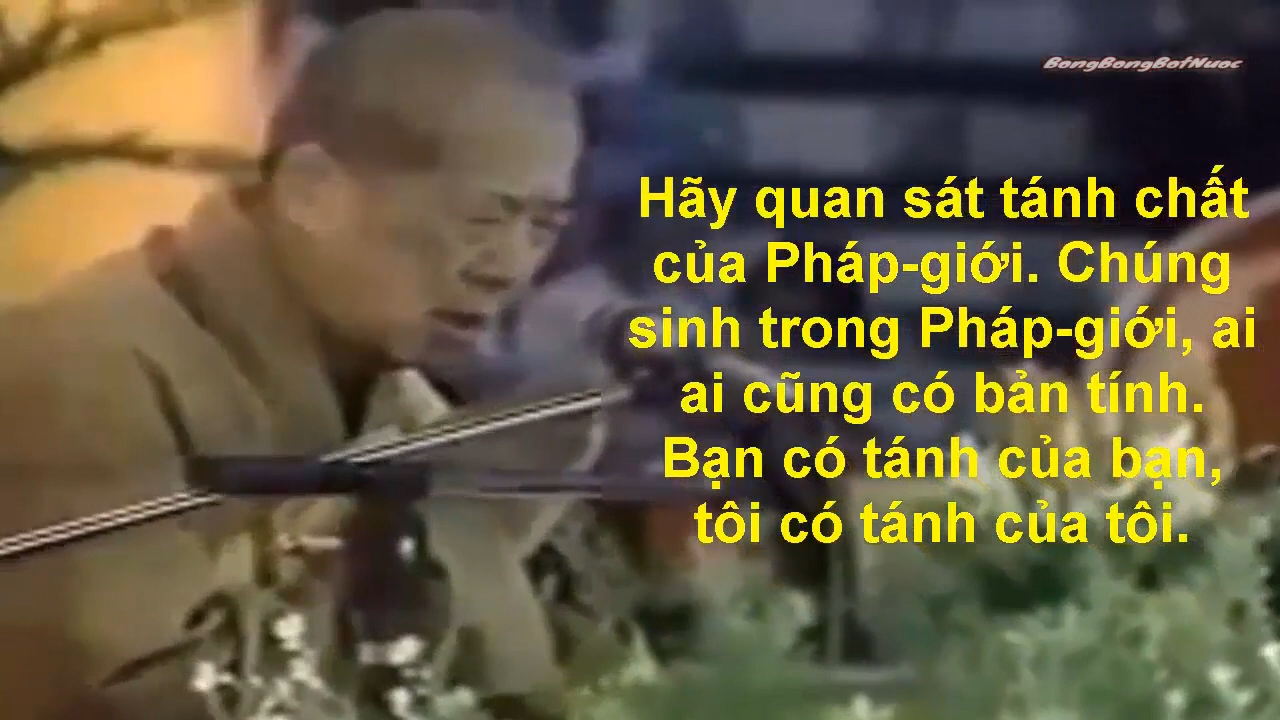 BongBongBotNuoc
Hãy quan sát tánh chất
của Pháp-giới. Chúng
sinh trong Pháp-giới, ai
ai cũng có bản tính.
Bạn có tánh của bạn,
tôi có tánh của tôi.